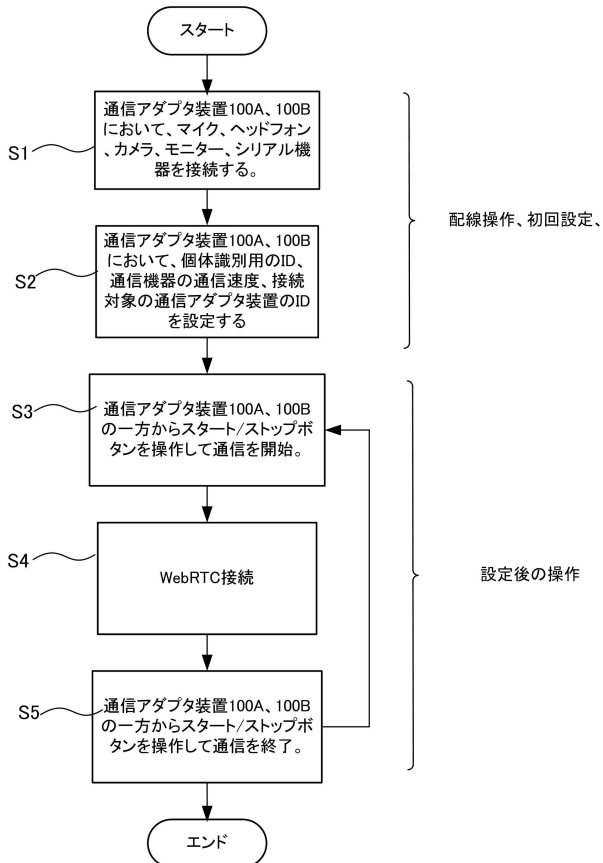 スタート
S1
通信アダプタ装置100A、100B
において、マイク、ヘッドフォン
、カメラ、モニター、シリアル機
器を接続する。
配線操作、初回設定、
S2
通信アダプタ装置100A、100B
において、個体識別用のID、
通信機器の通信速度、接続
対象の通信アダプタ装置のID
を設定する
S3
通信アダプタ装置100A、100B
の一方からスタート/ストップボ
タンを操作して通信を開始。
S4
WebRTC接続
設定後の操作
S5
通信アダプタ装置100A、100B
の一方からスタート/ストップボ
タンを操作して通信を終了。
エンド